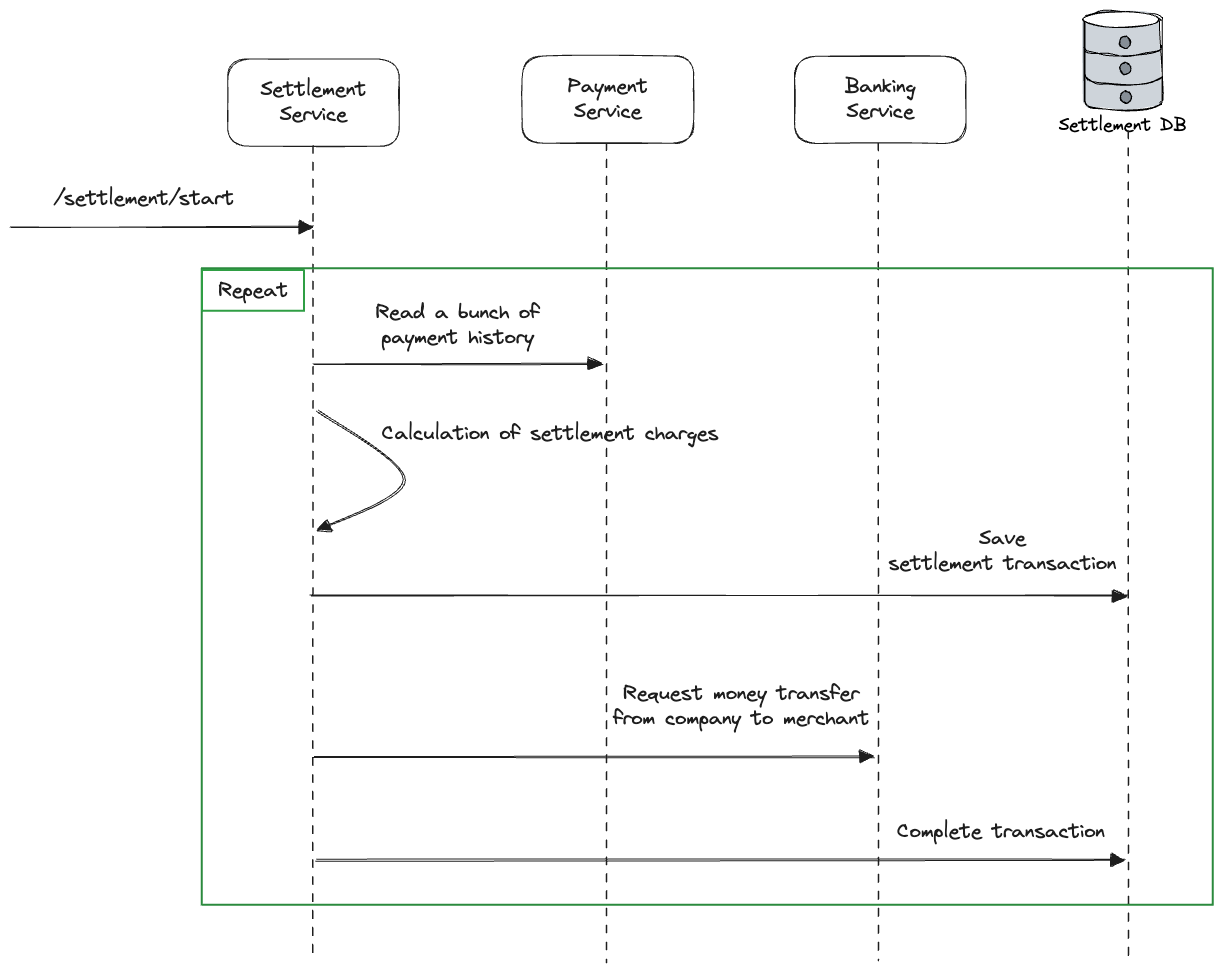 Settlement
Service
Payment
Service
Banking
Service
Settlement DB
/settlement/start
Repeat
Read a bunch of
payment history
Calculation of settlement charges
Save
settlement transaction
Request money transfer
from company to merchant
Complete transaction